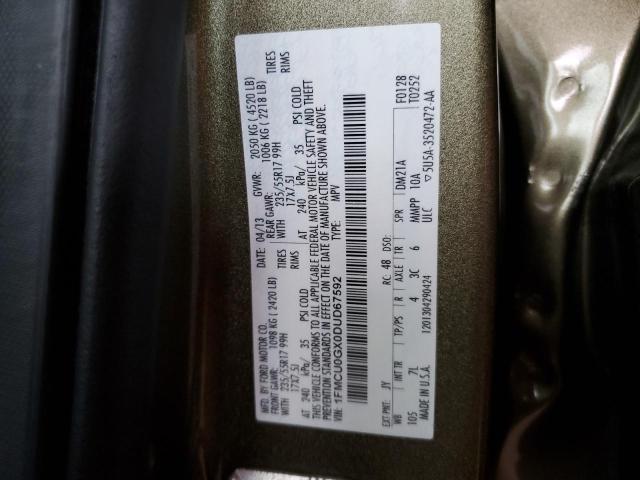 MFD. BY FORD MOTOR CO.
DATE: 04/13 GVWR: 2050 KG ( 4520 LB)
FRONT GAWR: 1098 KG ( 2420 LB) REAR GAWR: 1006 KG ( 2218 LB)
WITH 235/55R17 99H TIRES WITH 235/55R17 99H TIRES
17X7.5J RIMS 17X7.5J RIMS
AT 240 kPa/ 35 PSI COLD AT 240 kPa/ 35 PSI COLD
THIS VEHICLE CONFORMS TO ALL APPLICABLE FEDERAL MOTOR VEHICLE SAFETY AND THEFT
PREVENTION STANDARDS IN EFFECT ON THE DATE OF MANUFACTURE SHOWN ABOVE.
VIN: 1FMCU0GX0DUD67592 TYPE: MPV
EXT PNT: JY RC: 48 DSO: F0128
WB INT TR TP/PS R AXLE TR SPR DM21A T0252
105 7L 4 3C 6 MMPP 10A
MADE IN U.S.A. 1201304290424 ULC 5U5A-3520472-AA